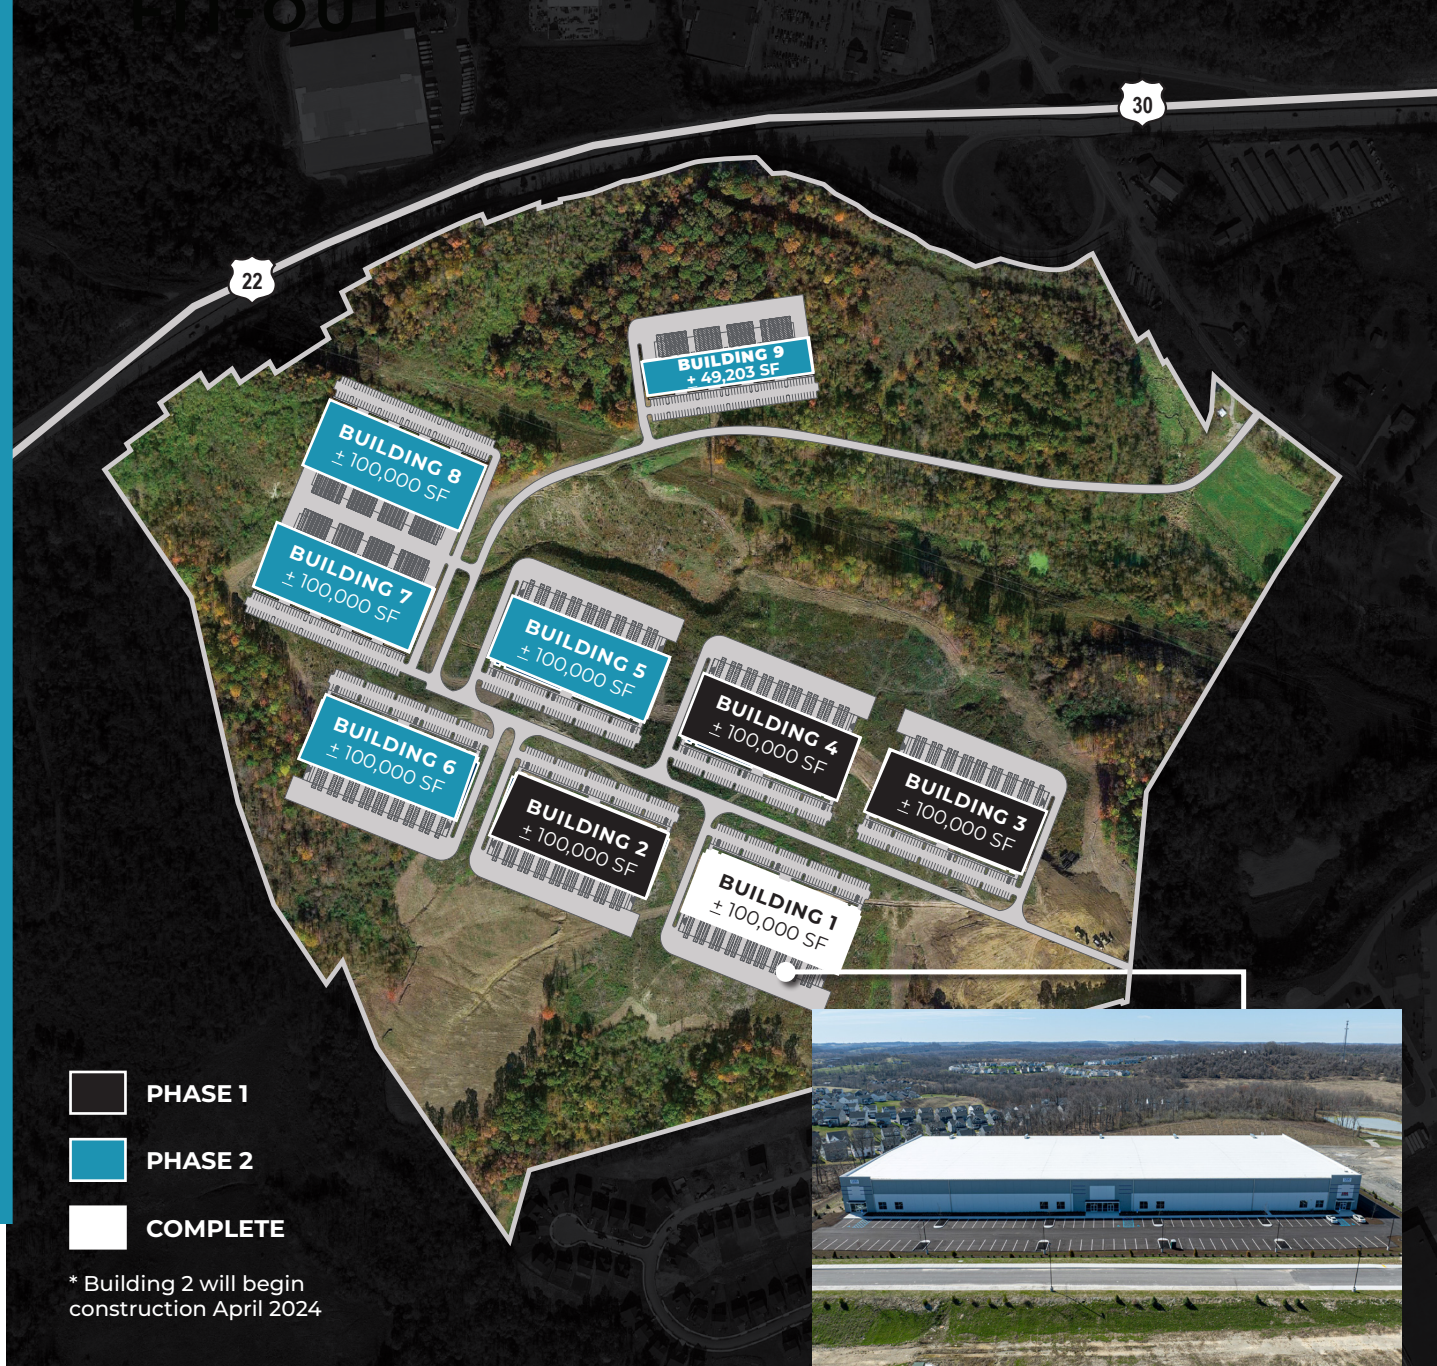 30
22
BUILDING 9
+ 49,203 SF
BUILDING 8
± 100,000 SF
BUILDING 7
± 100,000 SF
BUILDING 5
± 100,000 SF
BUILDING 6
± 100,000 SF
BUILDING 4
± 100,000 SF
BUILDING 3
± 100,000 SF
BUILDING 2
± 100,000 SF
BUILDING 1
± 100,000 SF
PHASE 1
PHASE 2
COMPLETE
* Building 2 will begin
construction April 2024